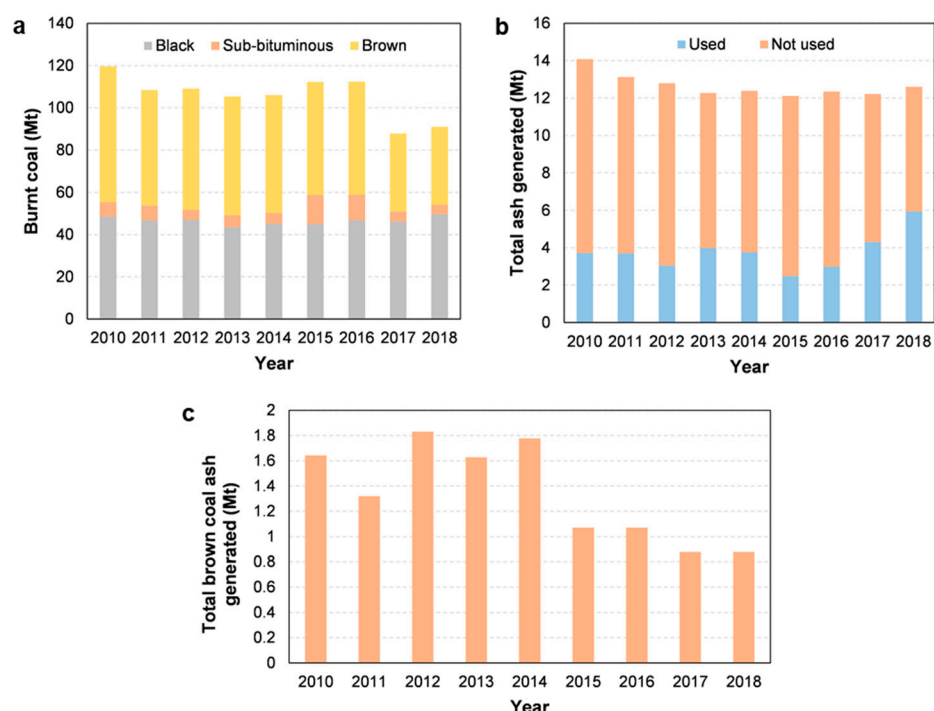 a
Black Sub-bituminous Brown
Burnt coal (Mt)
140
120
100
80
60
40
20
0
2010 2011 2012 2013 2014 2015 2016 2017 2018
Year
b
Used Not used
Total ash generated (Mt)
16
14
12
10
8
6
4
2
0
2010 2011 2012 2013 2014 2015 2016 2017 2018
Year
c
Total brown coal ash
generated (Mt)
2
1.8
1.6
1.4
1.2
1
0.8
0.6
0.4
0.2
0
2010 2011 2012 2013 2014 2015 2016 2017 2018
Year